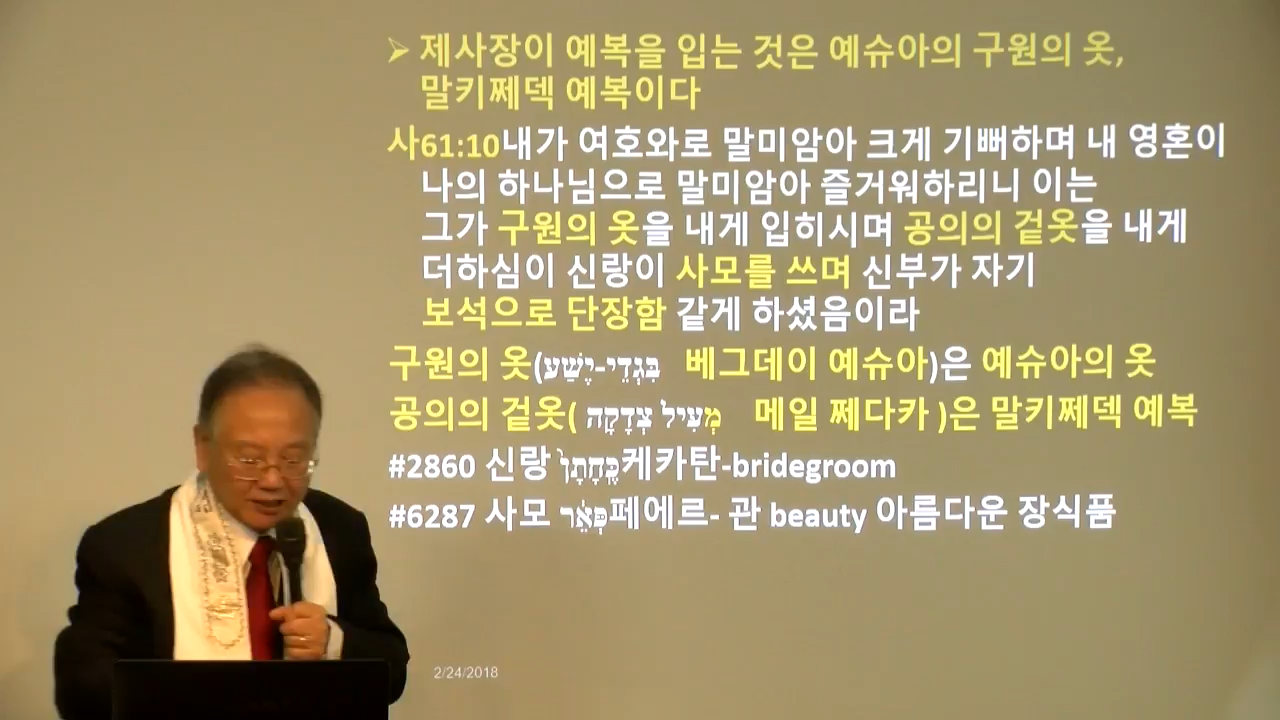 ➢ 제사장이 예복을 입는 것은 예슈아의 구원의 옷,
말키쩨덱 예복이다
사61:10내가 여호와로 말미암아 크게 기뻐하며 내 영혼이
나의 하나님으로 말미암아 즐거워하리니 이는
그가 구원의 옷을 내게 입히시며 공의의 겉옷을 내게
더하심이 신랑이 사모를 쓰며 신부가 자기
보석으로 단장함 같게 하셨음이라
구원의 옷(בִּגְדֵי-יֶשַׁע 베그데이 예슈아)은 예슈아의 옷
공의의 겉옷( מְעִיל צְדָקָה 메일 쩨다카 )은 말키쩨덱 예복
#2860 신랑 כֶּחָתָן֙케카탄-bridegroom
#6287 사모 פְּאֵ֔ר페에르- 관 beauty 아름다운 장식품
2/24/2018